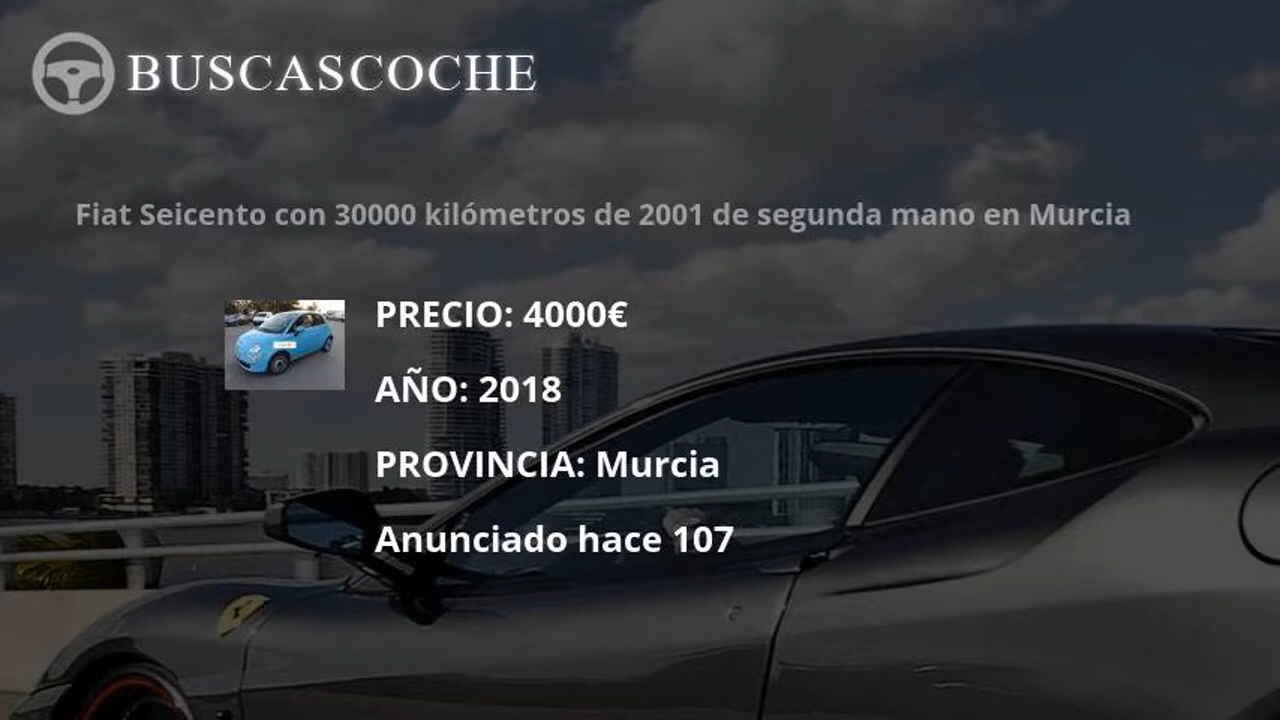 BUSCASCOCHE
Fiat Seicento con 30000 kilómetros de 2001 de segunda mano en Murcia
PRECIO: 4000€
AÑO: 2018
PROVINCIA: Murcia
Anunciado hace 107